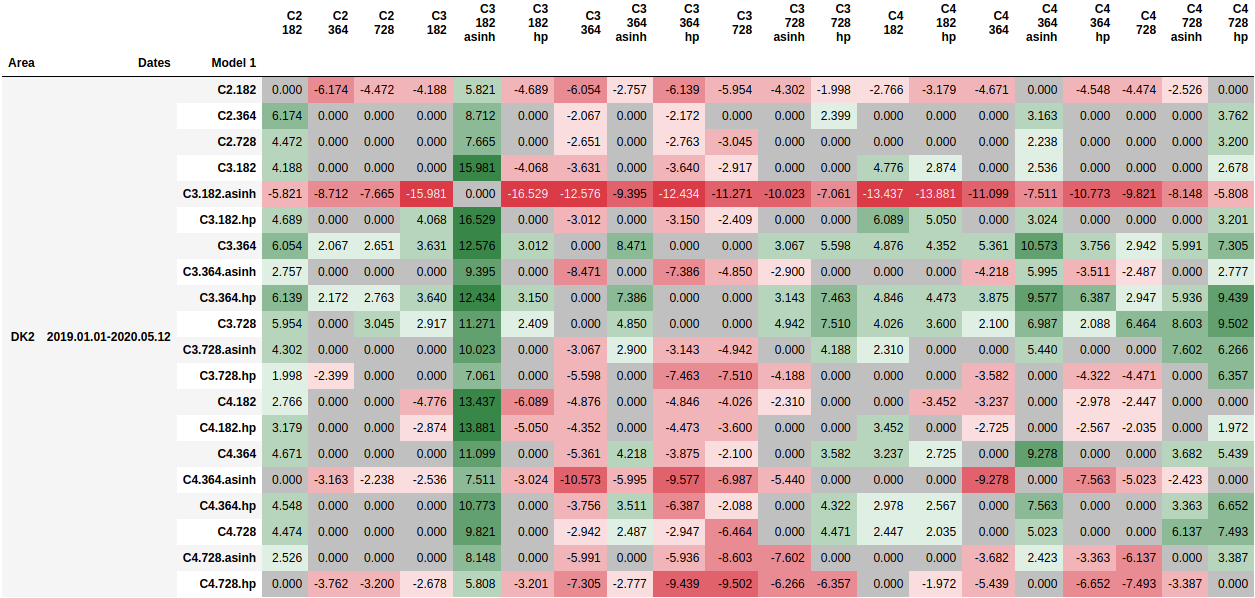 C2 182 C2 364 C2 728 C3 182 C3 182 asinh C3 182 hp C3 364 C3 364 asinh C3 364 hp C3 728 C3 728 asinh C3 728 hp C4 182 C4 182 hp C4 364 C4 364 asinh C4 364 hp C4 728 C4 728 asinh C4 728 hp
Area Dates Model 1
C2.182 0.000 -6.174 -4.472 -4.188 5.821 -4.689 -6.054 -2.757 -6.139 -5.954 -4.302 -1.998 -2.766 -3.179 -4.671 0.000 -4.548 -4.474 -2.526 0.000
C2.364 6.174 0.000 0.000 0.000 8.712 0.000 -2.067 0.000 -2.172 0.000 0.000 2.399 0.000 0.000 0.000 3.163 0.000 0.000 0.000 3.762
C2.728 4.472 0.000 0.000 0.000 7.665 0.000 -2.651 0.000 -2.763 -3.045 0.000 0.000 0.000 0.000 0.000 2.238 0.000 0.000 0.000 3.200
C3.182 4.188 0.000 0.000 0.000 15.981 -4.068 -3.631 0.000 -3.640 -2.917 0.000 0.000 4.776 2.874 0.000 2.536 0.000 0.000 0.000 2.678
C3.182.asinh -5.821 -8.712 -7.665 -15.981 0.000 -16.529 -12.576 -9.395 -12.434 -11.271 -10.023 -7.061 -13.437 -13.881 -11.099 -7.511 -10.773 -9.821 -8.148 -5.808
C3.182.hp 4.689 0.000 0.000 4.068 16.529 0.000 -3.012 0.000 -3.150 -2.409 0.000 0.000 6.089 5.050 0.000 3.024 0.000 0.000 0.000 3.201
C3.364 6.054 2.067 2.651 3.631 12.576 3.012 0.000 8.471 0.000 0.000 3.067 5.598 4.876 4.352 5.361 10.573 3.756 2.942 5.991 7.305
C3.364.asinh 2.757 0.000 0.000 0.000 9.395 0.000 -8.471 0.000 -7.386 -4.850 -2.900 0.000 0.000 0.000 -4.218 5.995 -3.511 -2.487 0.000 2.777
C3.364.hp 6.139 2.172 2.763 3.640 12.434 3.150 0.000 7.386 0.000 0.000 3.143 7.463 4.846 4.473 3.875 9.577 6.387 2.947 5.936 9.439
DK2 2019.01.01-2020.05.12 C3.728 5.954 0.000 3.045 2.917 11.271 2.409 0.000 4.850 0.000 0.000 4.942 7.510 4.026 3.600 2.100 6.987 2.088 6.464 8.603 9.502
C3.728.asinh 4.302 0.000 0.000 0.000 10.023 0.000 -3.067 2.900 -3.143 -4.942 0.000 4.188 2.310 0.000 0.000 5.440 0.000 0.000 7.602 6.266
C3.728.hp 1.998 -2.399 0.000 0.000 7.061 0.000 -5.598 0.000 -7.463 -7.510 -4.188 0.000 0.000 0.000 -3.582 0.000 -4.322 -4.471 0.000 6.357
C4.182 2.766 0.000 0.000 -4.776 13.437 -6.089 -4.876 0.000 -4.846 -4.026 -2.310 0.000 0.000 -3.452 -3.237 0.000 -2.978 -2.447 0.000 0.000
C4.182.hp 3.179 0.000 0.000 -2.874 13.881 -5.050 -4.352 0.000 -4.473 -3.600 0.000 0.000 3.452 0.000 -2.725 0.000 -2.567 -2.035 0.000 1.972
C4.364 4.671 0.000 0.000 0.000 11.099 0.000 -5.361 4.218 -3.875 -2.100 0.000 3.582 3.237 2.725 0.000 9.278 0.000 0.000 3.682 5.439
C4.364.asinh 0.000 -3.163 -2.238 -2.536 7.511 -3.024 -10.573 -5.995 -9.577 -6.987 -5.440 0.000 0.000 0.000 -9.278 0.000 -7.563 -5.023 -2.423 0.000
C4.364.hp 4.548 0.000 0.000 0.000 10.773 0.000 -3.756 3.511 -6.387 -2.088 0.000 4.322 2.978 2.567 0.000 7.563 0.000 0.000 3.363 6.652
C4.728 4.474 0.000 0.000 0.000 9.821 0.000 -2.942 2.487 -2.947 -6.464 0.000 4.471 2.447 2.035 0.000 5.023 0.000 0.000 6.137 7.493
C4.728.asinh 2.526 0.000 0.000 0.000 8.148 0.000 -5.991 0.000 -5.936 -8.603 -7.602 0.000 0.000 0.000 -3.682 2.423 -3.363 -6.137 0.000 3.387
C4.728.hp 0.000 -3.762 -3.200 -2.678 5.808 -3.201 -7.305 -2.777 -9.439 -9.502 -6.266 -6.357 0.000 -1.972 -5.439 0.000 -6.652 -7.493 -3.387 0.000